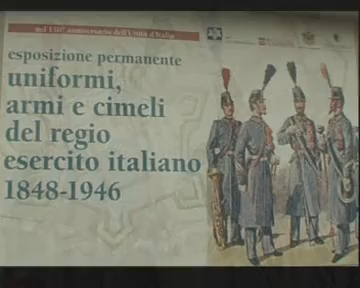 nel 150° anniversario dell'Unità d'Italia
esposizione permanente
uniformi,
armi e cimeli
del regio
esercito italiano
1848-1946